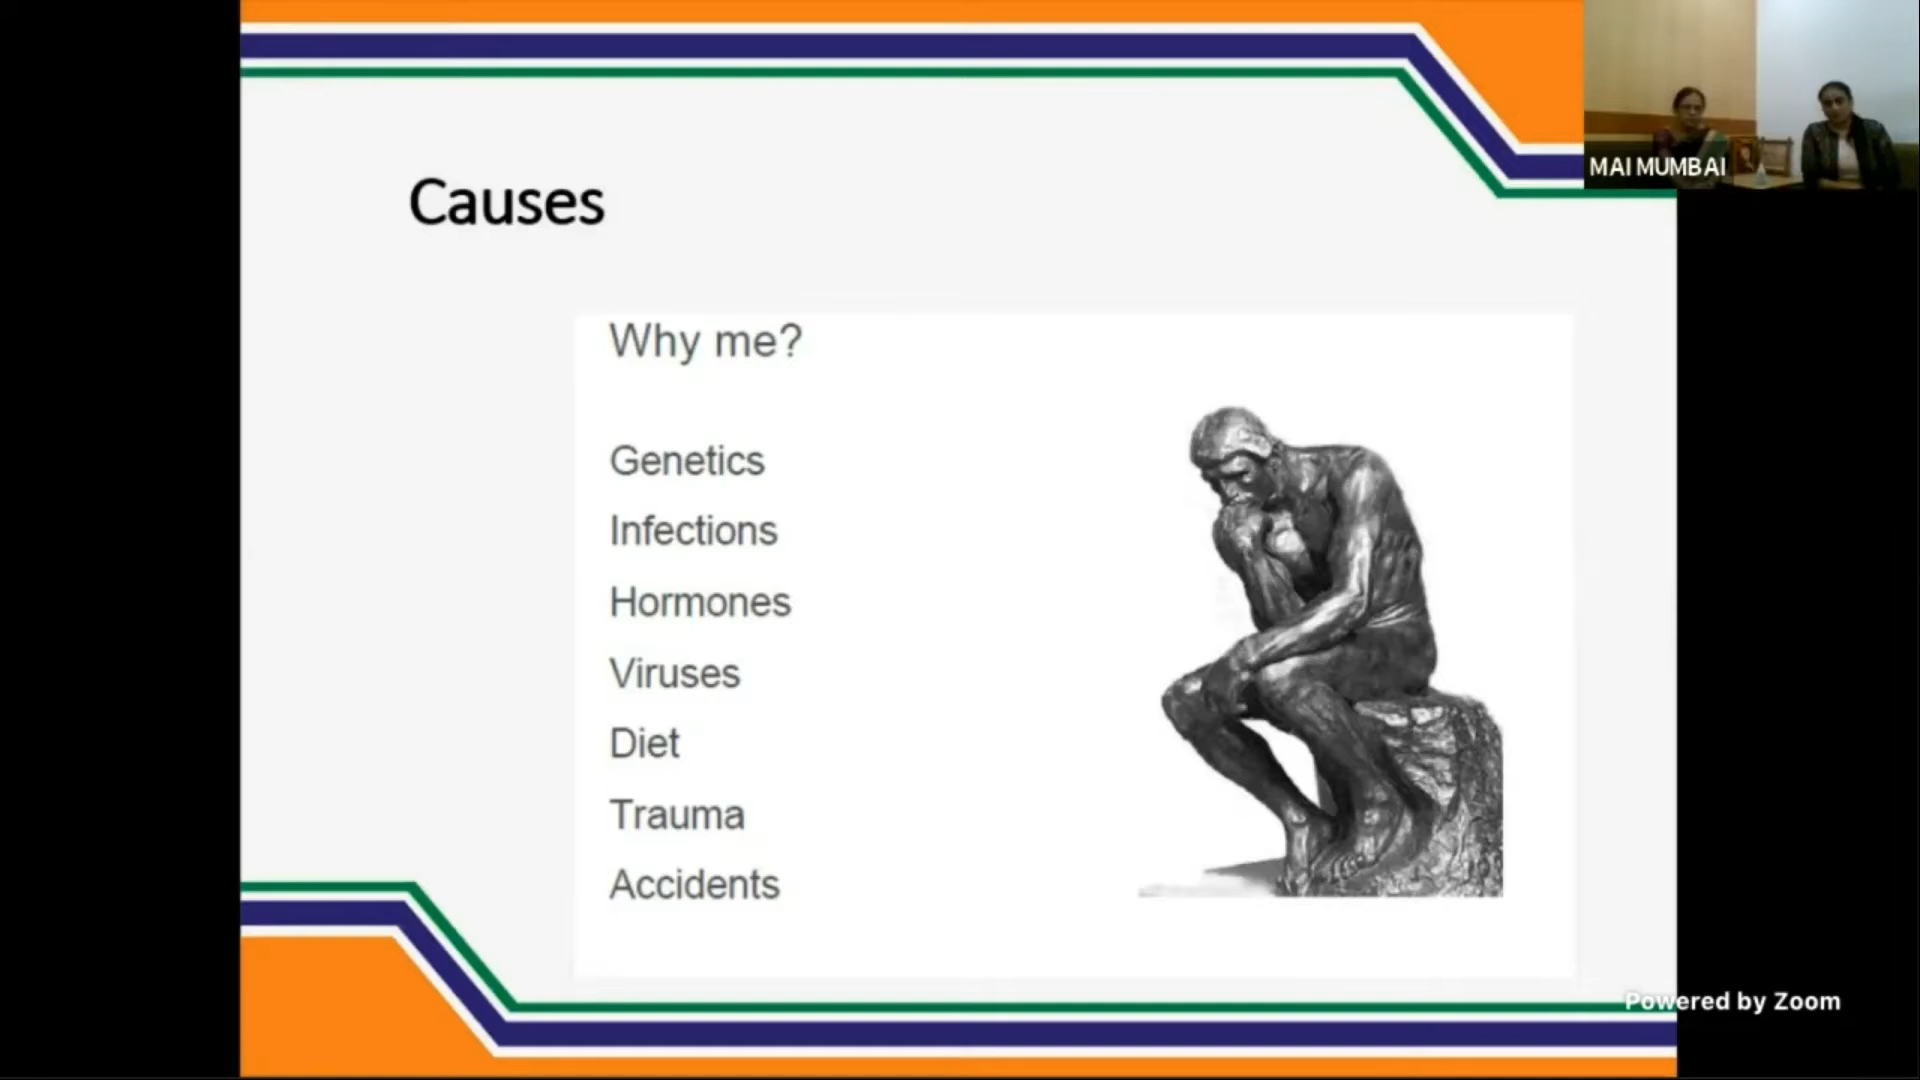 MAI MUMBAI
Causes
Why me?
Genetics
Infections
Hormones
Viruses
Diet
Trauma
Accidents
Powered by Zoom